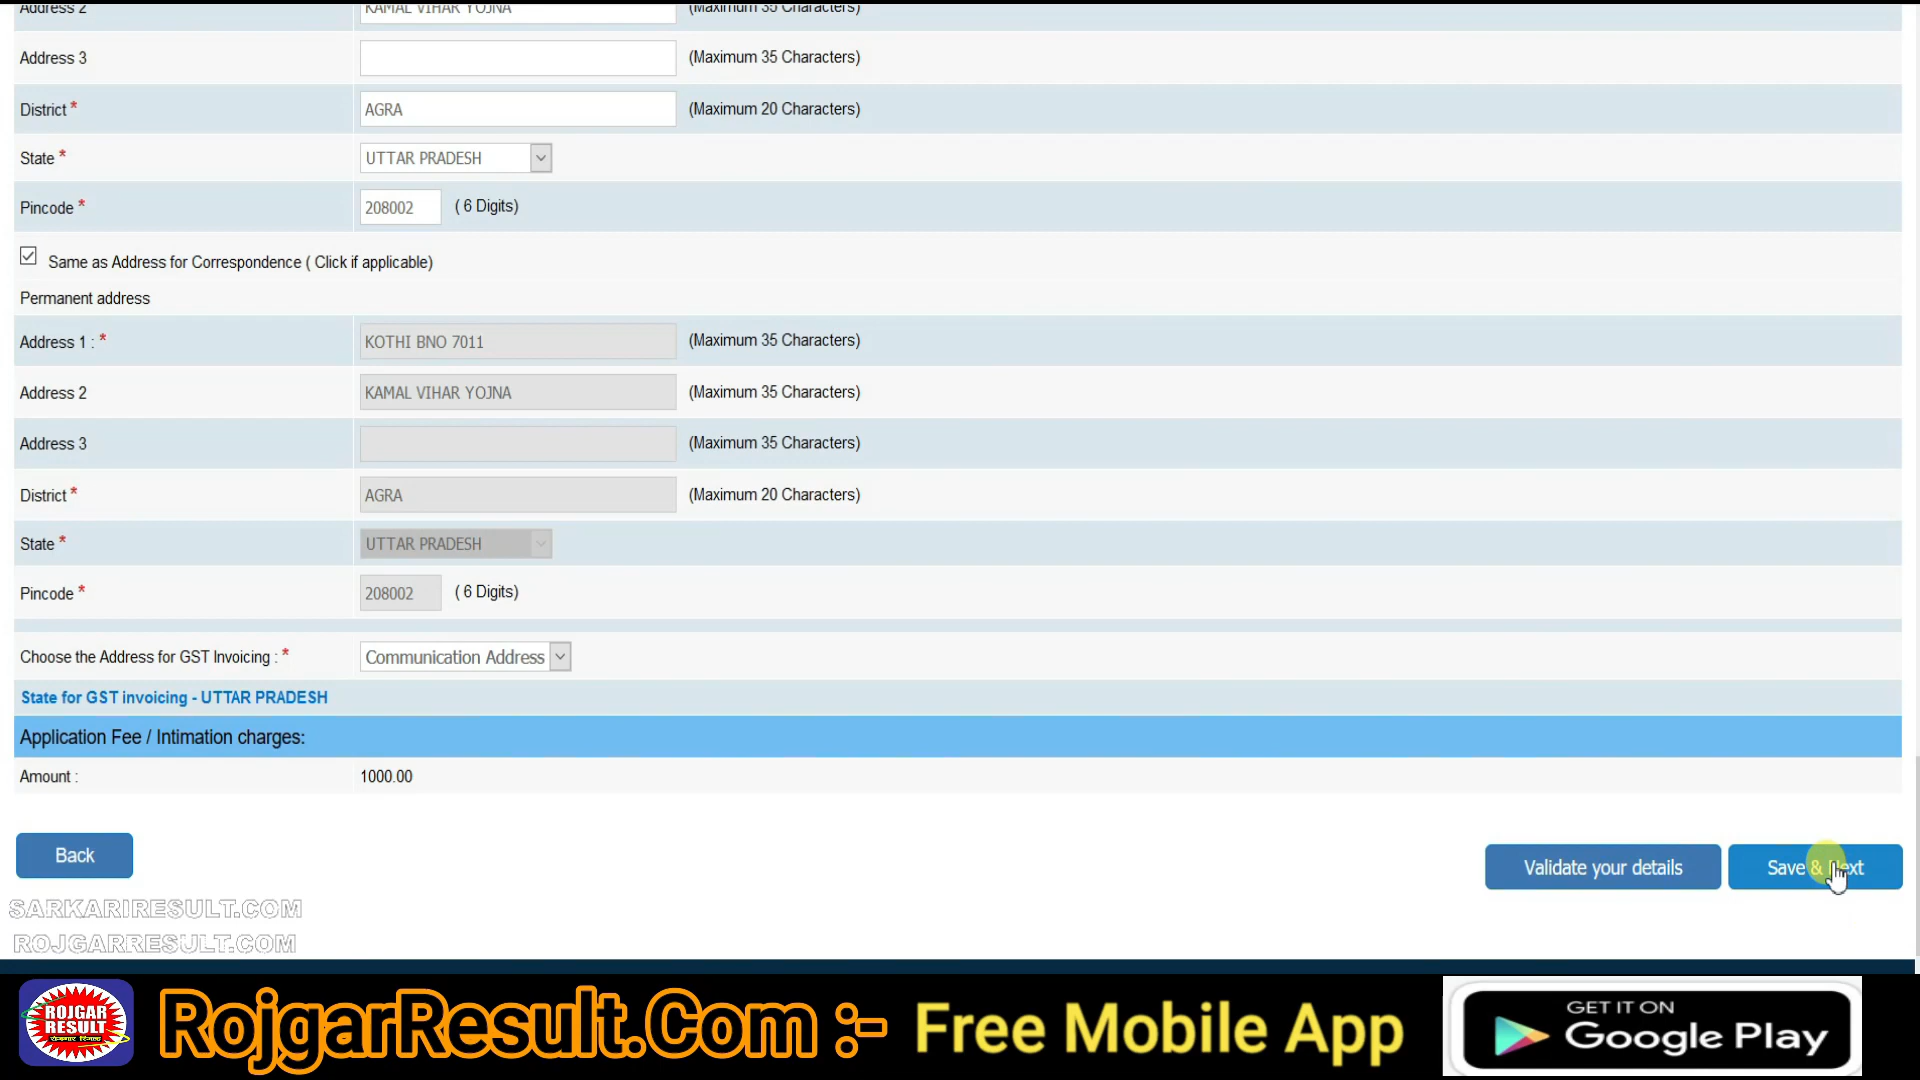 Address 2 KAMAL VIHAR YOJNA (Maximum 35 Characters)
Address 3 (Maximum 35 Characters)
District * AGRA (Maximum 20 Characters)
State * UTTAR PRADESH
Pincode * 208002 ( 6 Digits)
Same as Address for Correspondence ( Click if applicable)
Permanent address
Address 1 : * KOTHI BNO 7011 (Maximum 35 Characters)
Address 2 KAMAL VIHAR YOJNA (Maximum 35 Characters)
Address 3 (Maximum 35 Characters)
District * AGRA (Maximum 20 Characters)
State * UTTAR PRADESH
Pincode * 208002 ( 6 Digits)
Choose the Address for GST Invoicing : * Communication Address
State for GST invoicing - UTTAR PRADESH
Application Fee / Intimation charges:
Amount : 1000.00
Back Validate your details Save & Next
SARKARIRESULT.COM
ROJGARRESULT.COM
ROJGAR
RESULT
रोजगार रिजल्ट
RojgarResult.Com :- Free Mobile App
GET IT ON
Google Play